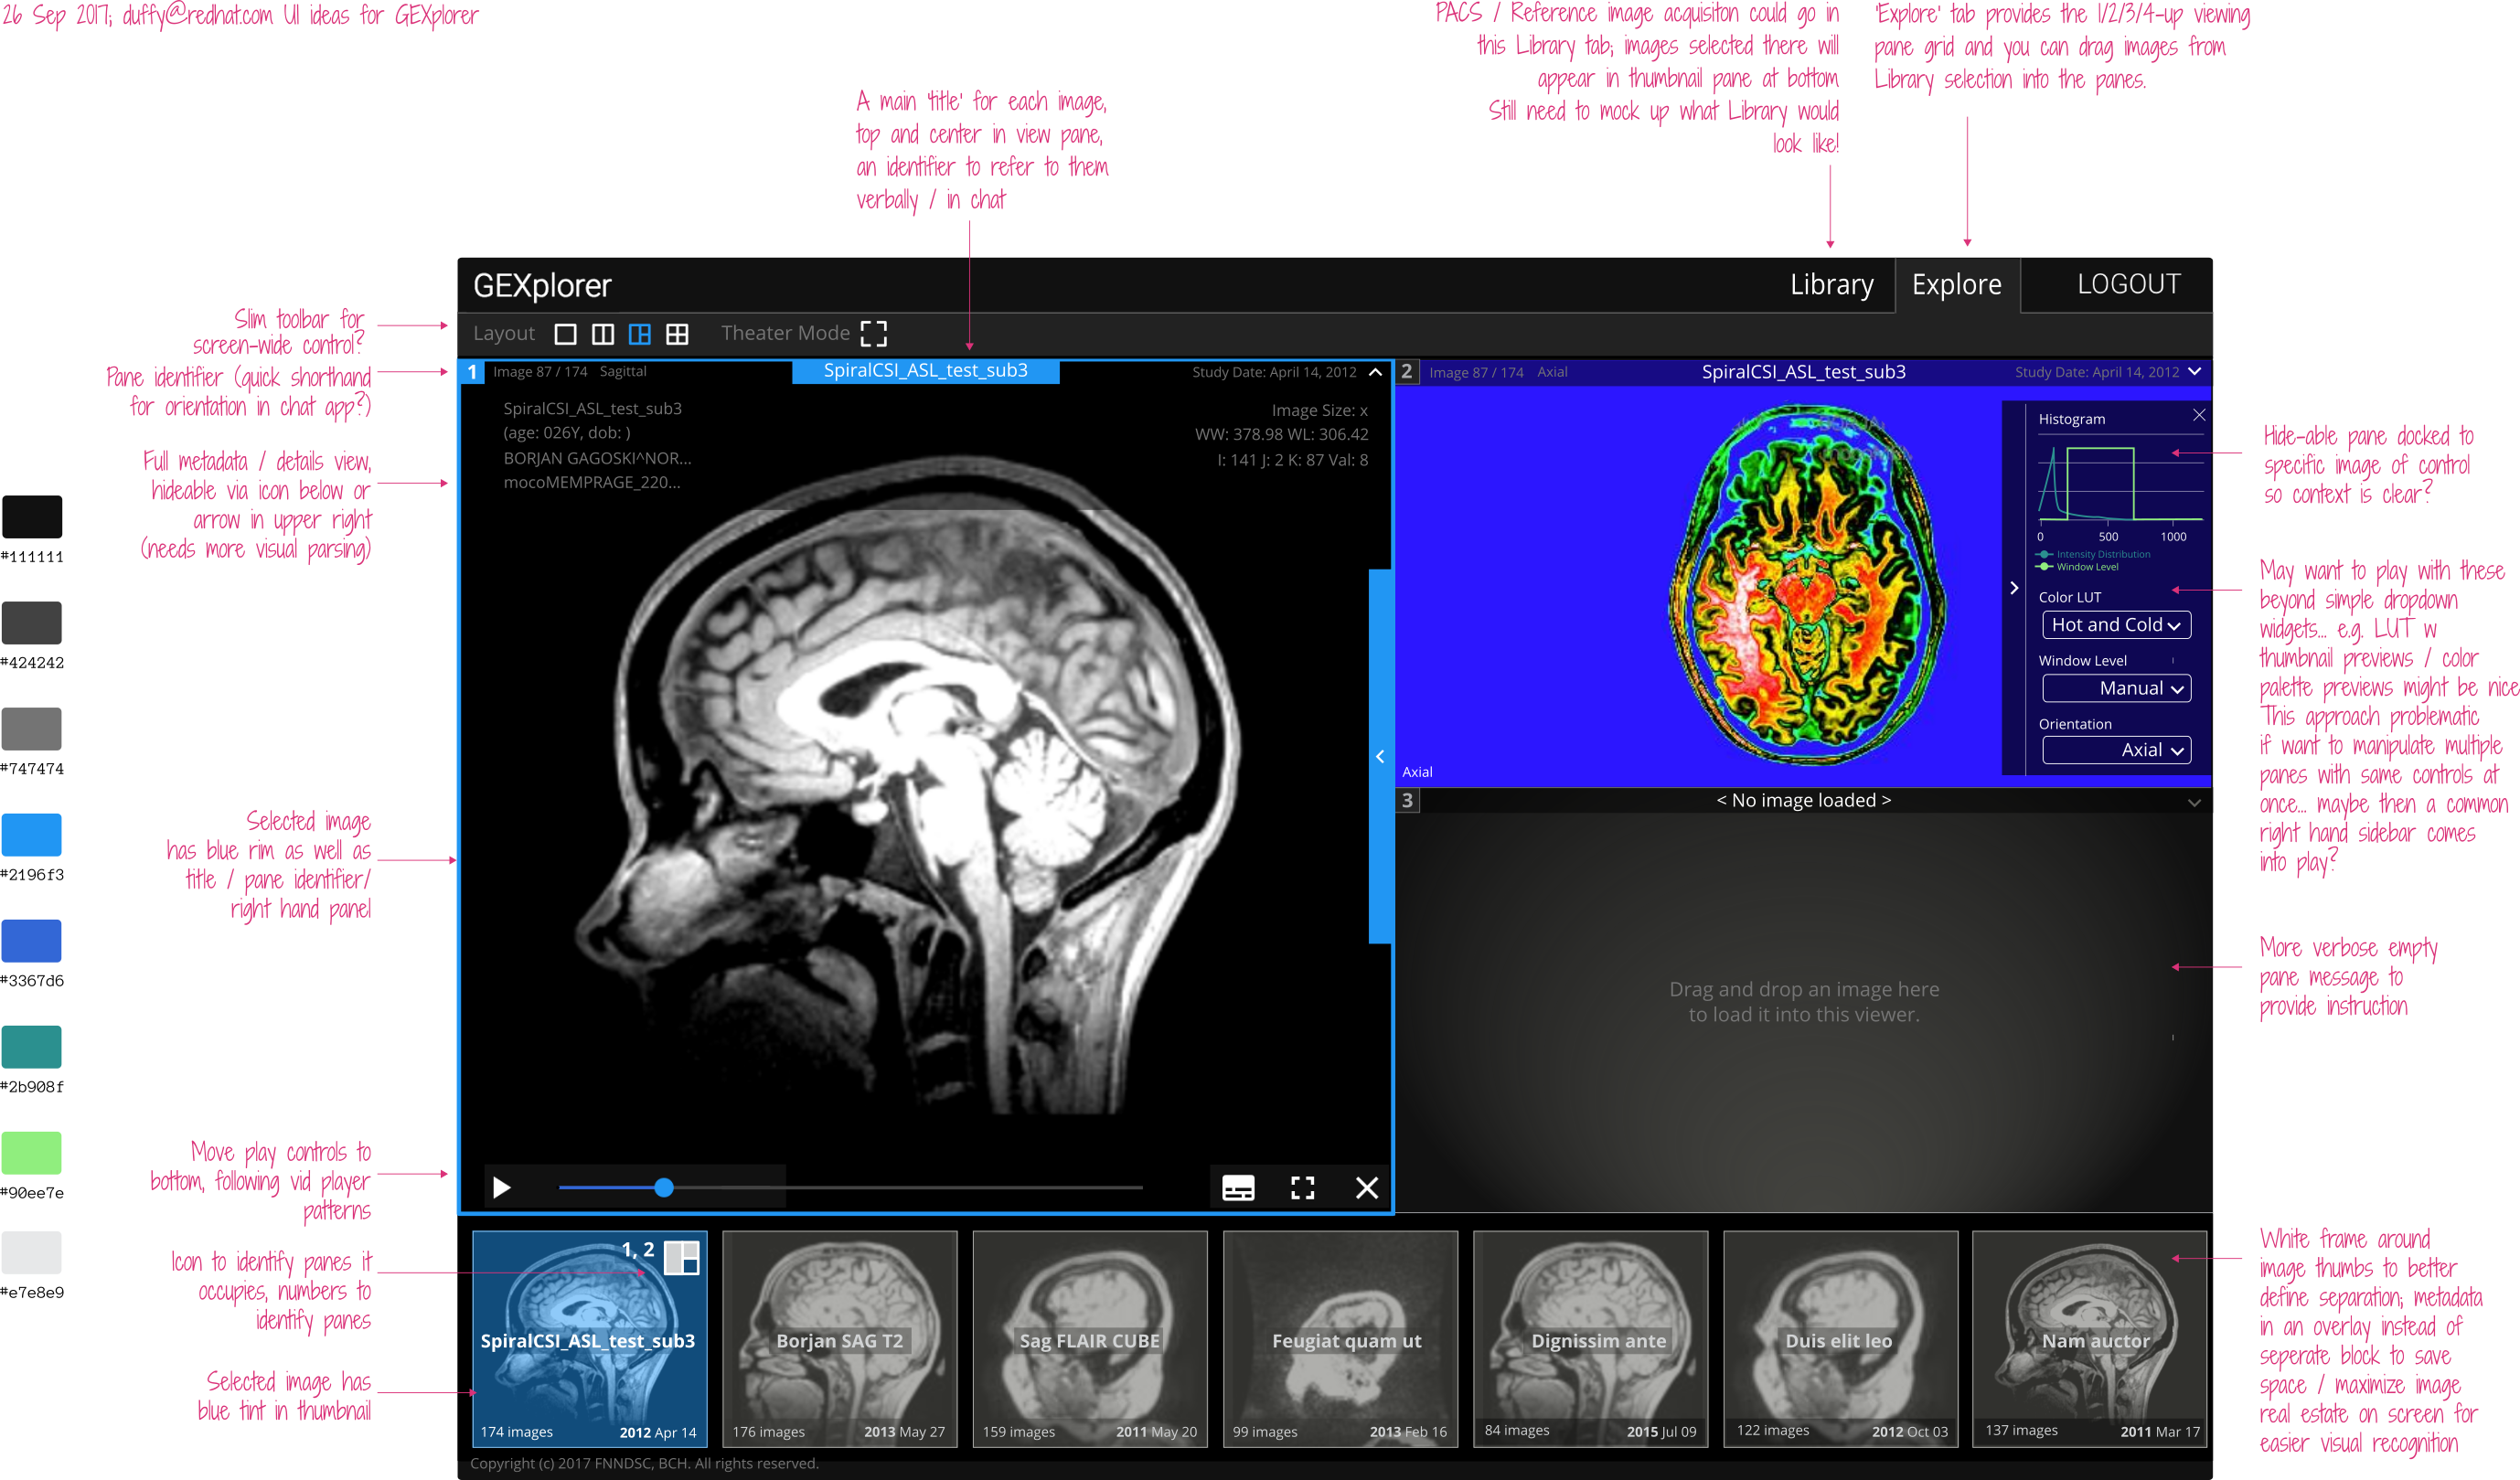 26 Sep 2017; duffy@redhat.com UI ideas for GEXplorer
PACS / Reference image acquisiton could go in
this Library tab; images selected there will
appear in thumbnail pane at bottom
Still need to mock up what Library would
look like!
'Explore' tab provides the 1/2/3/4-up viewing
pane grid and you can drag images from
Library selection into the panes.
A main 'title' for each image,
top and center in view pane,
an identifier to refer to them
verbally / in chat
GEXplorer
Library
Explore
LOGOUT
Layout
Theater Mode
Slim toolbar for
screen-wide control?
Pane identifier (quick shorthand
for orientation in chat app?)
Full metadata / details view,
hideable via icon below or
arrow in upper right
(needs more visual parsing)
Selected image
has blue rim as well as
title / pane identifier/
right hand panel
Move play controls to
bottom, following vid player
patterns
Icon to identify panes it
occupies, numbers to
identify panes
Selected image has
blue tint in thumbnail
#111111
#424242
#747474
#2196f3
#3367d6
#2b908f
#90ee7e
#e7e8e9
1 Image 87 / 174 Sagittal
SpiralCSI_ASL_test_sub3
Study Date: April 14, 2012
SpiralCSI_ASL_test_sub3
(age: 026Y, dob: )
BORJAN GAGOSKI^NOR...
mocoMEMPRAGE_220...
Image Size: x
WW: 378.98 WL: 306.42
I: 141 J: 2 K: 87 Val: 8
2 Image 87 / 174 Axial
SpiralCSI_ASL_test_sub3
Study Date: April 14, 2012
Histogram
0 500 1000
Intensity Distribution
Window Level
Color LUT
Hot and Cold
Window Level
Manual
Orientation
Axial
Axial
3
< No image loaded >
Drag and drop an image here
to load it into this viewer.
Hide-able pane docked to
specific image of control
so context is clear?
May want to play with these
beyond simple dropdown
widgets... e.g. LUT w
thumbnail previews / color
palette previews might be nice
This approach problematic
if want to manipulate multiple
panes with same controls at
once... maybe then a common
right hand sidebar comes
into play?
More verbose empty
pane message to
provide instruction
White frame around
image thumbs to better
define separation; metadata
in an overlay instead of
seperate block to save
space / maximize image
real estate on screen for
easier visual recognition
1, 2
SpiralCSI_ASL_test_sub3
174 images 2012 Apr 14
Borjan SAG T2
176 images 2013 May 27
Sag FLAIR CUBE
159 images 2011 May 20
Feugiat quam ut
99 images 2013 Feb 16
Dignissim ante
84 images 2015 Jul 09
Duis elit leo
122 images 2012 Oct 03
Nam auctor
137 images 2011 Mar 17
Copyright (c) 2017 FNNDSC, BCH. All rights reserved.